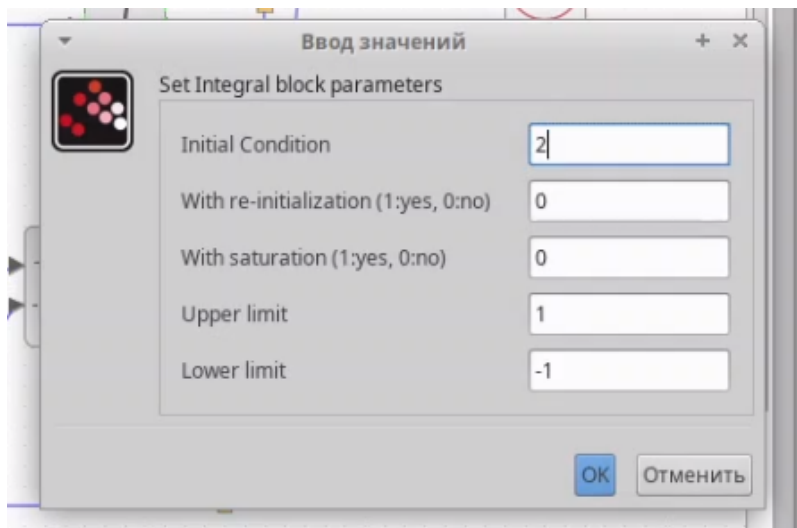 Ввод значений
Set Integral block parameters
Initial Condition 2
With re-initialization (1:yes, 0:no) 0
With saturation (1:yes, 0:no) 0
Upper limit 1
Lower limit -1
OK Отменить